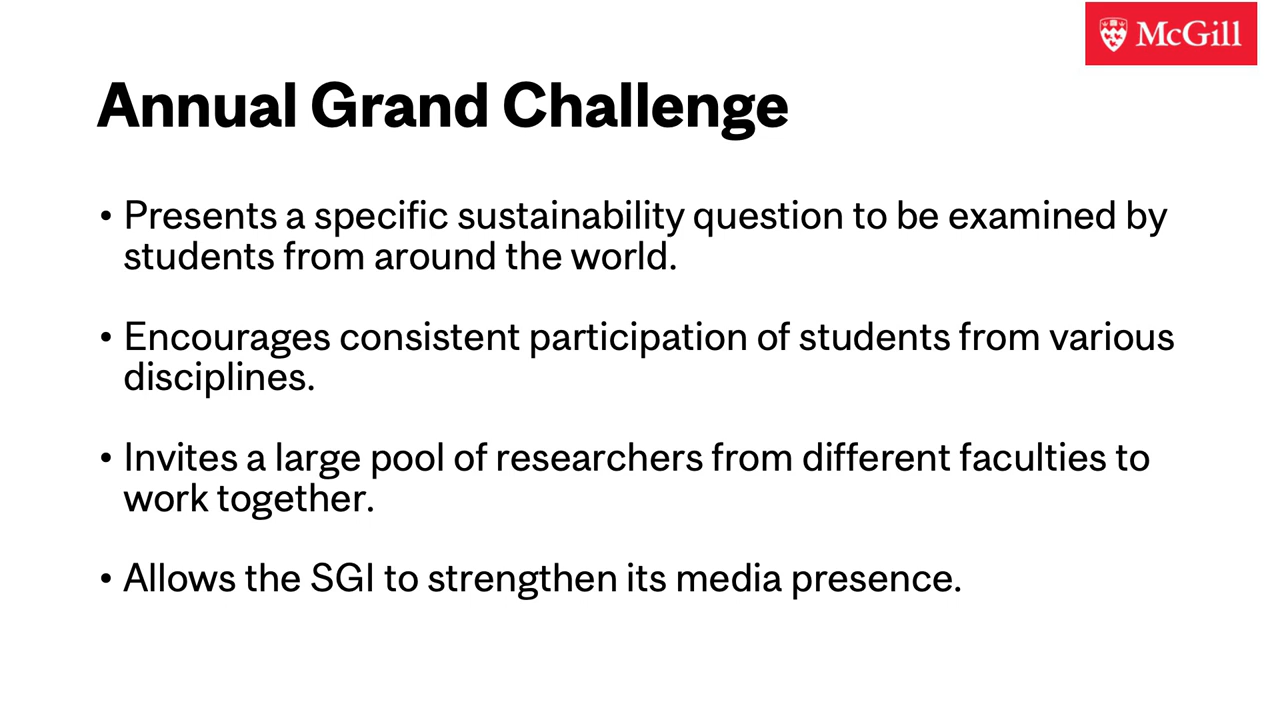 McGill
Annual Grand Challenge
• Presents a specific sustainability question to be examined by
students from around the world.
• Encourages consistent participation of students from various
disciplines.
• Invites a large pool of researchers from different faculties to
work together.
• Allows the SGI to strengthen its media presence.